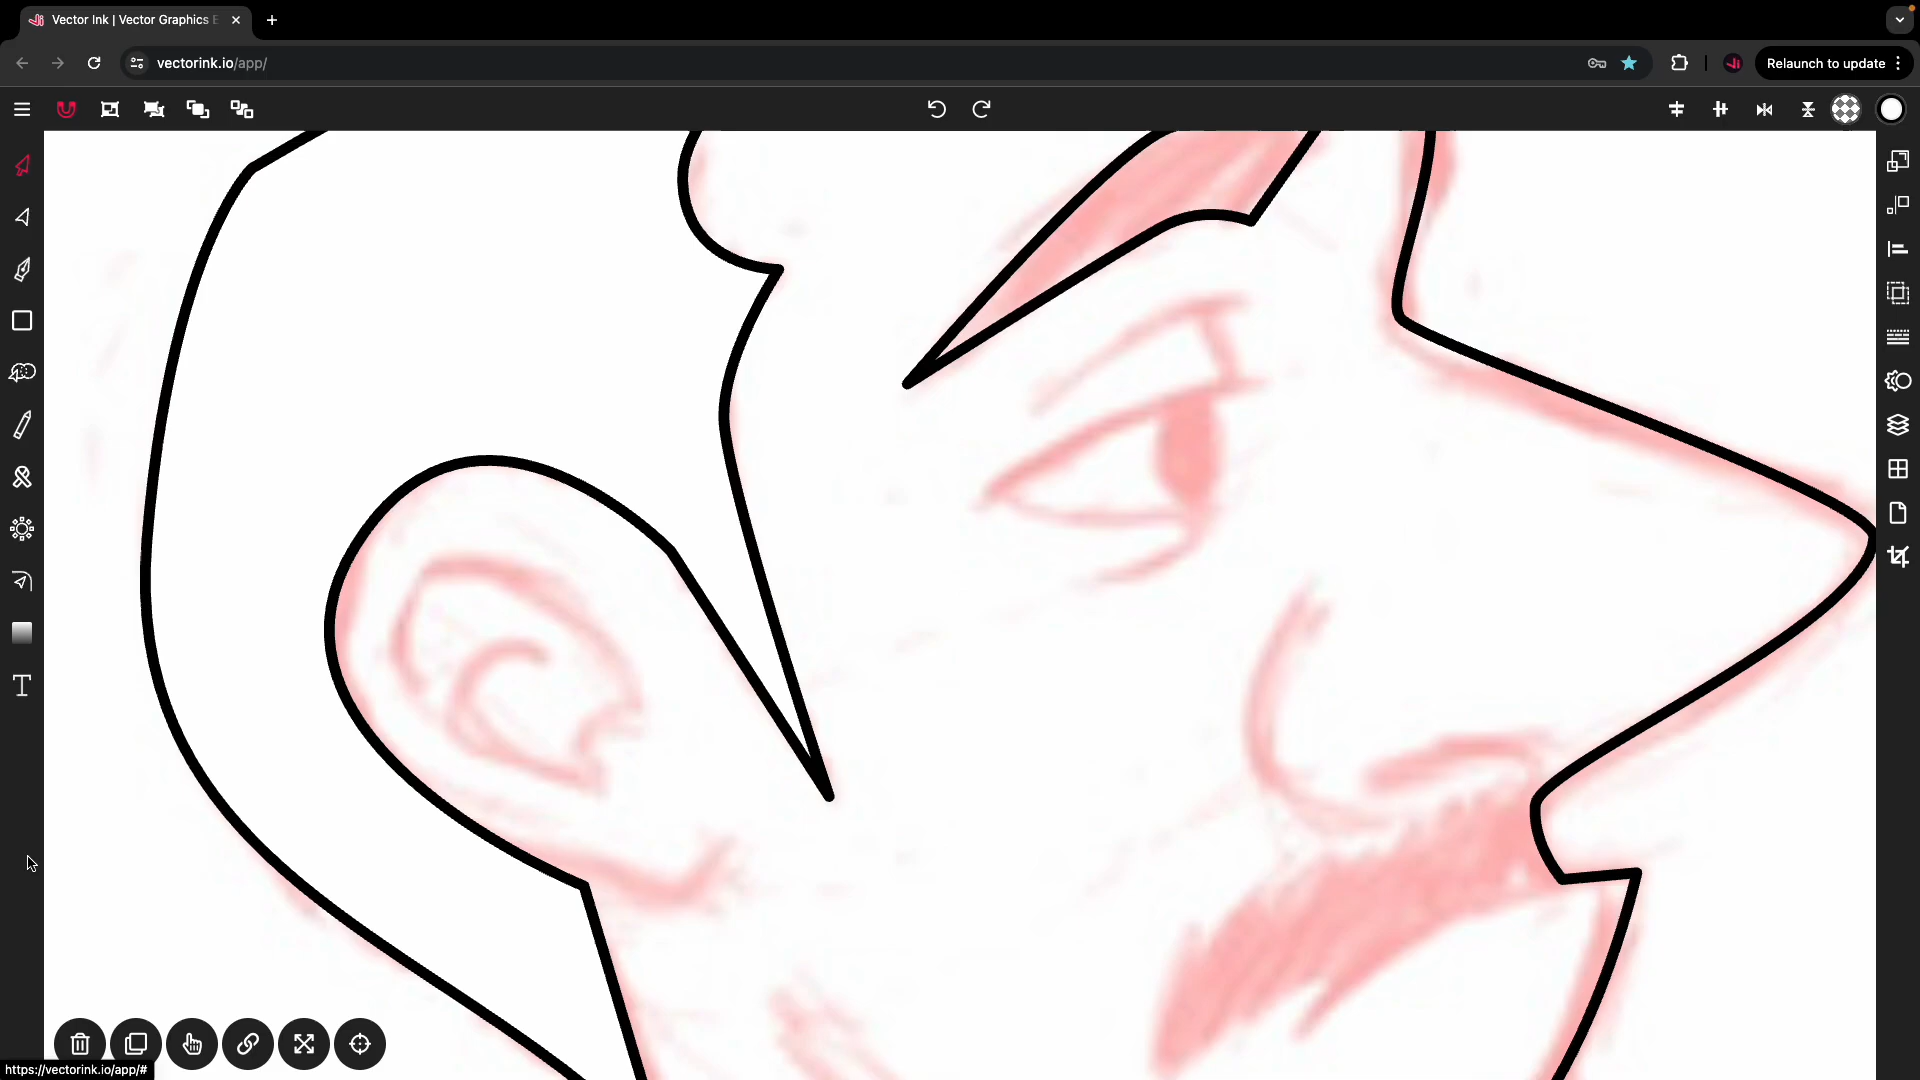 Vector Ink | Vector Graphics E
vectorink.io/app/
Relaunch to update
T
https://vectorink.io/app/#